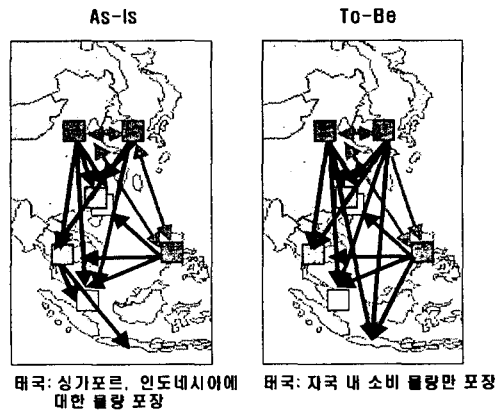 As-Is
To-Be
태국: 싱가포르, 인도네시아에
대한 물량 포장
태국: 자국 내 소비 물량만 포장